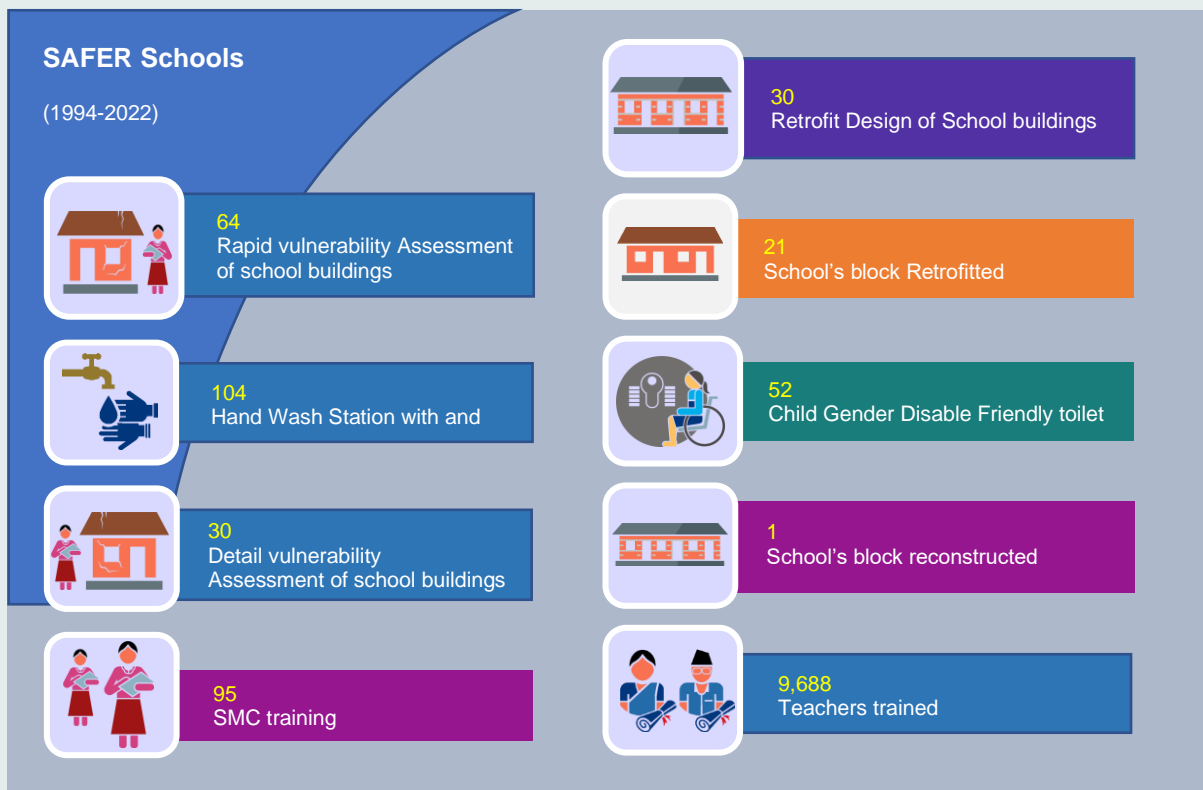 SAFER Schools
(1994-2022)
64
Rapid vulnerability Assessment
of school buildings
104
Hand Wash Station with and
30
Detail vulnerability
Assessment of school buildings
95
SMC training
30
Retrofit Design of School buildings
21
School’s block Retrofitted
52
Child Gender Disable Friendly toilet
1
School’s block reconstructed
9,688
Teachers trained